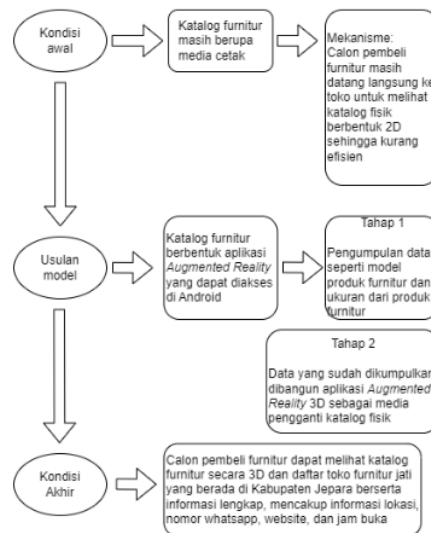 Kondisi
awal
Katalog furnitur
masih berupa
media cetak
Mekanisme:
Calon pembeli
furnitur masih
datang langsung ke
toko untuk melihat
katalog fisik
berbentuk 2D
sehingga kurang
efisien
Usulan
model
Katalog furnitur
berbentuk aplikasi
Augmented Reality
yang dapat diakses
di Android
Tahap 1
Pengumpulan data
seperti model
produk furnitur dan
ukuran dari produk
furnitur
Tahap 2
Data yang sudah dikumpulkan
dibangun aplikasi Augmented
Reality 3D sebagai media
pengganti katalog fisik
Kondisi
Akhir
Calon pembeli furnitur dapat melihat katalog
furnitur secara 3D dan daftar toko furnitur jati
yang berada di Kabupaten Jepara berserta
informasi lengkap, mencakup informasi lokasi,
nomor whatsapp, website, dan jam buka